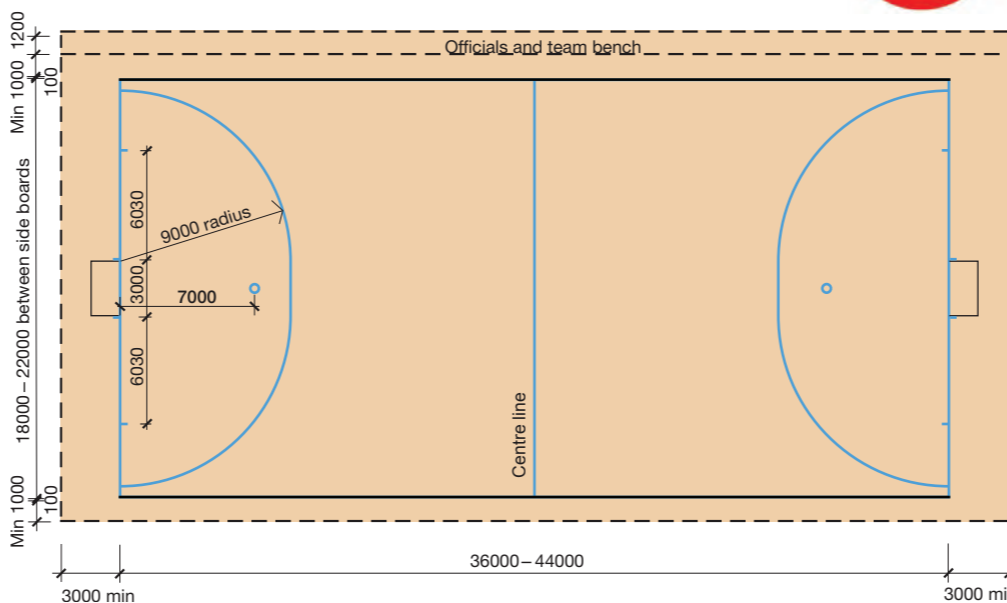 Officials and team bench
Min 1000 1200
100
18000–22000 between side boards
6030
9000 radius
3000
7000
6030
Centre line
Min 1000
100
36000–44000
3000 min
3000 mi